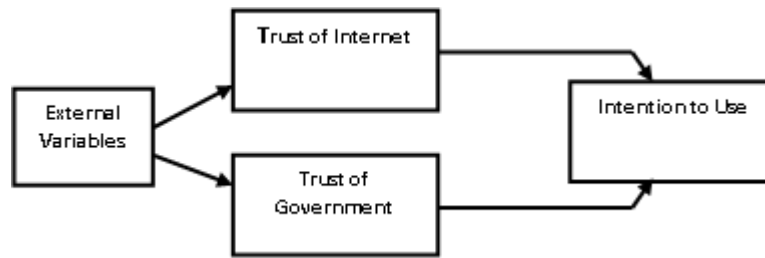 Trust of Internet
External
Variables
Intention to Use
Trust of
Government